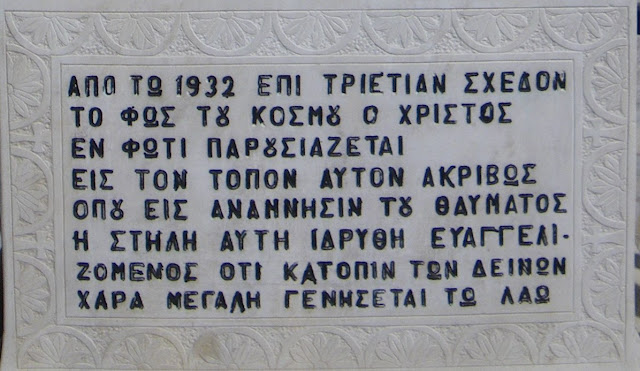 ΑΠΟ ΤΩ 1932 ΕΠΙ ΤΡΙΕΤΙΑΝ ΣΧΕΔΟΝ
ΤΟ ΦΩΣ ΤȢ ΚΟΣΜȢ Ο ΧΡΙΣΤΟΣ
ΕΝ ΦΩΤΙ ΠΑΡȢΣΙΑΖΕΤΑΙ
ΕΙΣ ΤΟΝ ΤΟΠΟΝ ΑΥΤΟΝ ΑΚΡΙΒΩΣ
ΟΠȢ ΕΙΣ ΑΝΑΜΝΗΣΙΝ ΤȢ ΘΑΥΜΑΤΟΣ
Η ΣΤΗΛΗ ΑΥΤΗ ΙΔΡΥΘΗ ΕΥΑΓΓΕΛΙ-
ΖΟΜΕΝΟΣ ΟΤΙ ΚΑΤΟΠΙΝ ΤΩΝ ΔΕΙΝΩΝ
ΧΑΡΑ ΜΕΓΑΛΗ ΓΕΝΗΣΕΤΑΙ ΤΩ ΛΑΩ